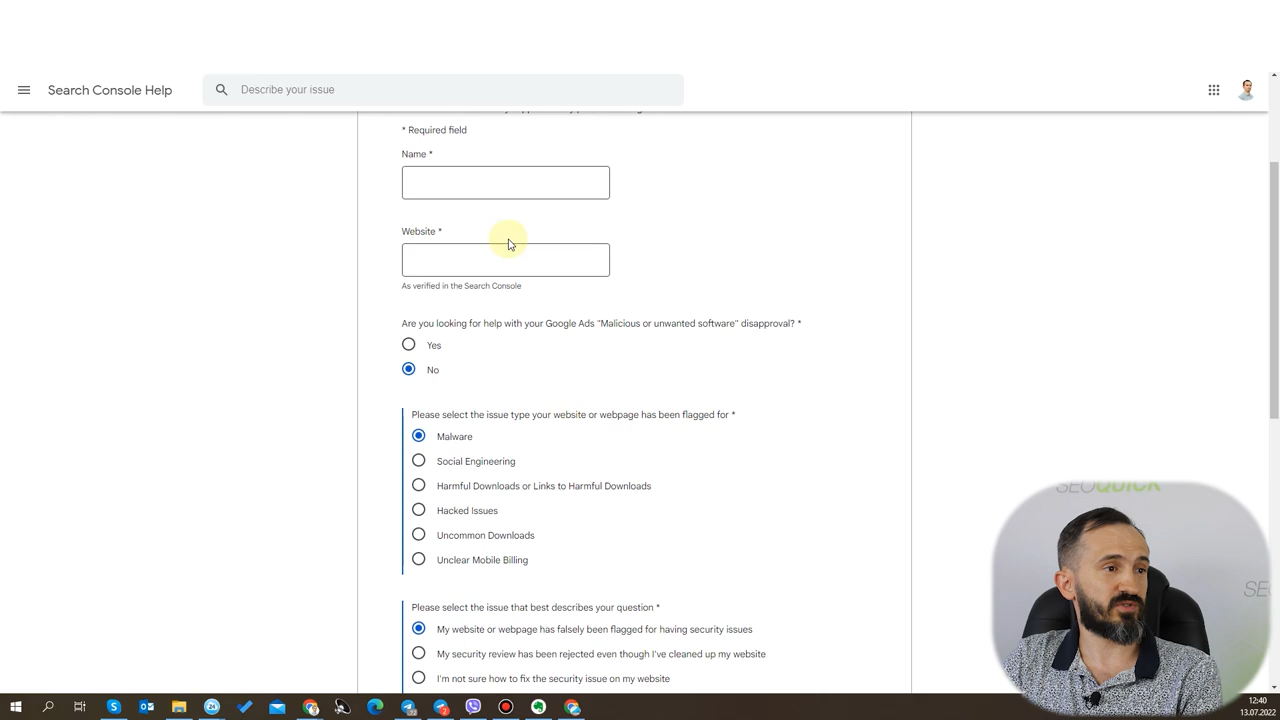 Search Console Help
Describe your issue
* Required field
Name *
Website *
As verified in the Search Console
Are you looking for help with your Google Ads "Malicious or unwanted software" disapproval? *
Yes
No
Please select the issue type your website or webpage has been flagged for *
Malware
Social Engineering
Harmful Downloads or Links to Harmful Downloads
Hacked Issues
Uncommon Downloads
Unclear Mobile Billing
Please select the issue that best describes your question *
My website or webpage has falsely been flagged for having security issues
My security review has been rejected even though I've cleaned up my website
I'm not sure how to fix the security issue on my website
SEOQUICK
SE
12:40
13.07.2022